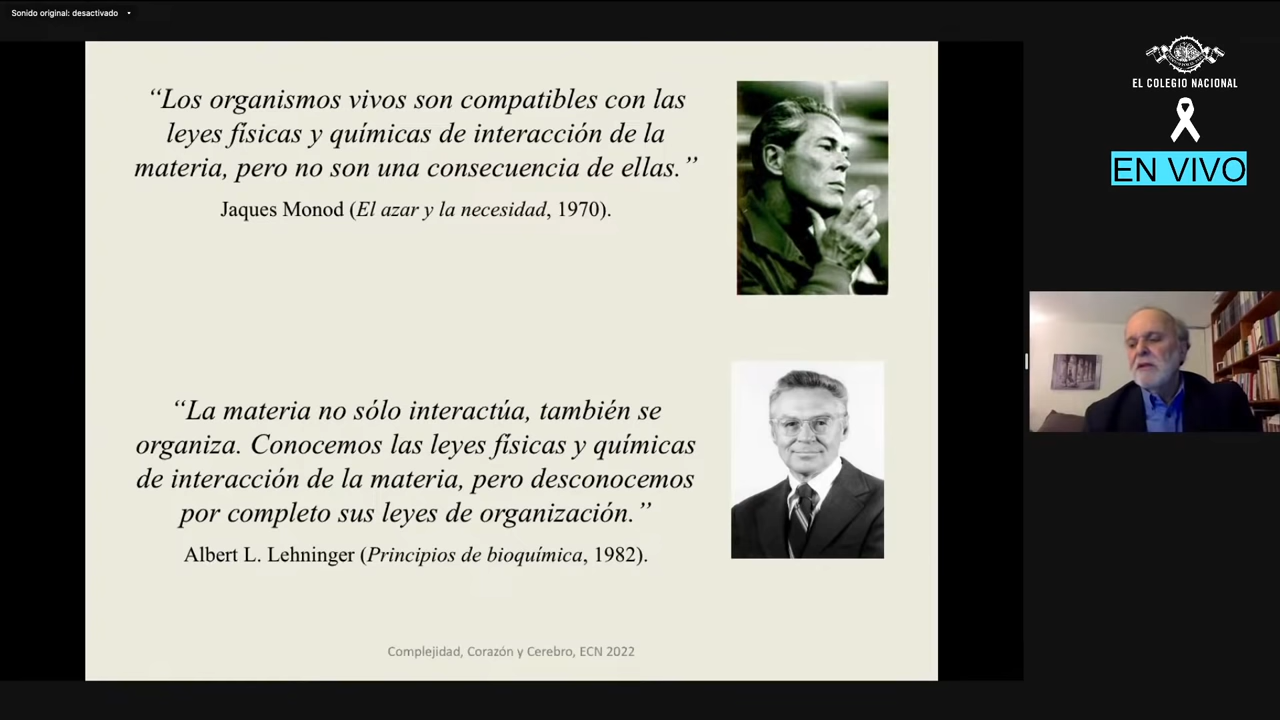 Sonido original: desactivado
“Los organismos vivos son compatibles con las
leyes físicas y químicas de interacción de la
materia, pero no son una consecuencia de ellas.”
Jaques Monod (El azar y la necesidad, 1970).
“La materia no sólo interactúa, también se
organiza. Conocemos las leyes físicas y químicas
de interacción de la materia, pero desconocemos
por completo sus leyes de organización.”
Albert L. Lehninger (Principios de bioquímica, 1982).
Complejidad, Corazón y Cerebro, ECN 2022
EL COLEGIO NACIONAL
EN VIVO